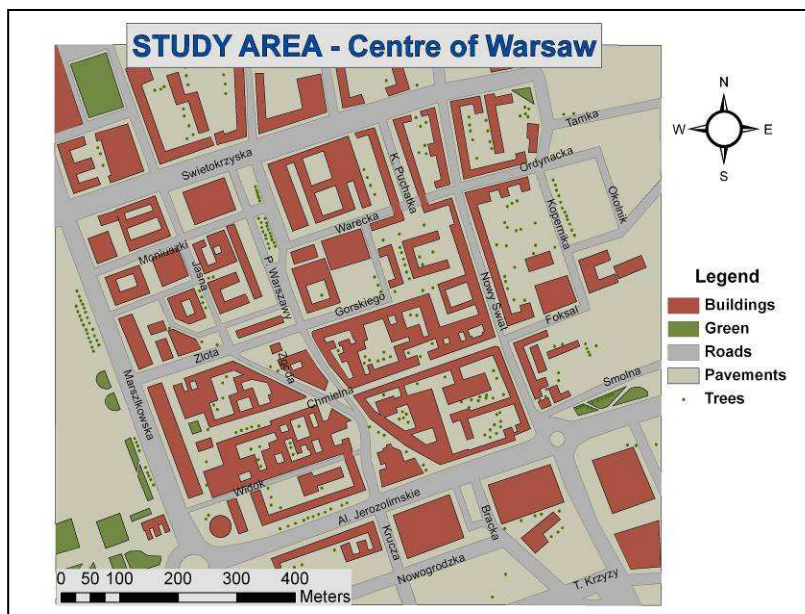 STUDY AREA - Centre of Warsaw
N
W E
S
Swietokrzyska
Tamka
Ordynacka
K. Puchatka
Okolnik
Kopernika
Warecka
Moniuszki
Jasna
P. Warszawy
Nowy Swiat
Gorskiego
Foksal
Zlota
Zgoda
Marszlkowska
Chmielna
Smolna
Widok
Al. Jerozolimskie
Krucza
Bracka
Nowogrodzka
T. Krzyzy
Legend
Buildings
Green
Roads
Pavements
Trees
0 50 100 200 300 400
Meters